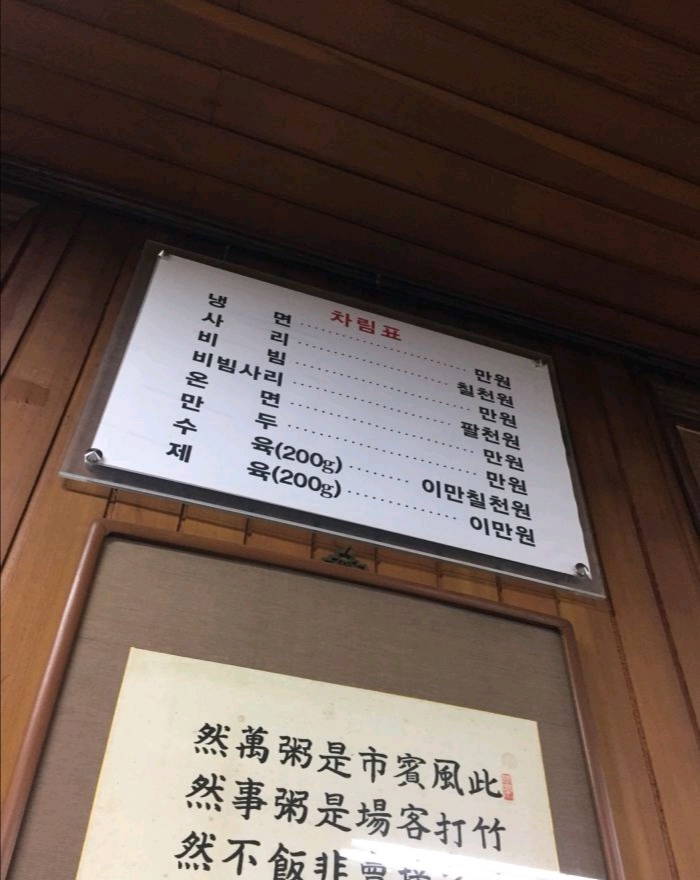 차림표
냉 면 ........................ 만원
사 리 ........................ 칠천원
비 빔 ........................ 만원
비빔사리 ........................ 팔천원
온 면 ........................ 만원
만 두 ........................ 만원
수 육(200g) ......... 이만칠천원
제 육(200g) ............... 이만원
此竹
風打
賓客
市場
是是非
粥粥飯
萬事不
然然然